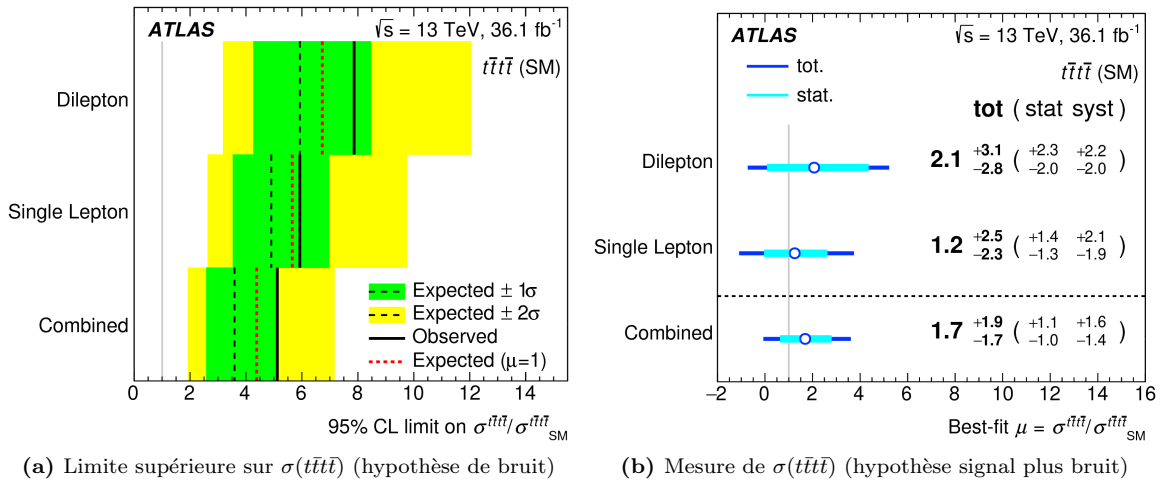 ATLAS
√s = 13 TeV, 36.1 fb⁻¹
tt̄tt̄ (SM)
Dilepton
Single Lepton
Combined
Expected ± 1σ
Expected ± 2σ
Observed
Expected (μ=1)
0 2 4 6 8 10 12 14
95% CL limit on σ^{tt̄tt̄}/σ^{tt̄tt̄}_{SM}
(a) Limite supérieure sur σ(tt̄tt̄) (hypothèse de bruit)
ATLAS
√s = 13 TeV, 36.1 fb⁻¹
tot.
stat.
tt̄tt̄ (SM)
tot ( stat syst )
Dilepton 2.1 +3.1 −2.8 ( +2.3 −2.0 +2.2 −2.0 )
Single Lepton 1.2 +2.5 −2.3 ( +1.4 −1.3 +2.1 −1.9 )
Combined 1.7 +1.9 −1.7 ( +1.1 −1.0 +1.6 −1.4 )
−2 0 2 4 6 8 10 12 14 16
Best-fit μ = σ^{tt̄tt̄}/σ^{tt̄tt̄}_{SM}
(b) Mesure de σ(tt̄tt̄) (hypothèse signal plus bruit)